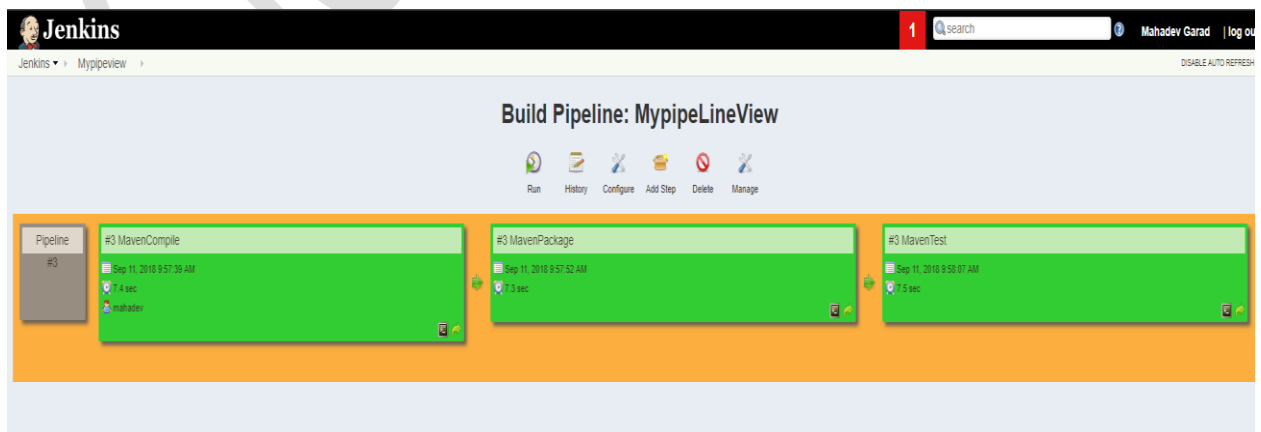 Jenkins
1
search
Mahadev Garad | log ou
Jenkins
Mypipeview
DISABLE AUTO REFRESH
Build Pipeline: MypipeLineView
Run
History
Configure
Add Step
Delete
Manage
Pipeline
#3
#3 MavenCompile
Sep 11, 2018 9:57:39 AM
7.4 sec
mahadev
#3 MavenPackage
Sep 11, 2018 9:57:52 AM
7.3 sec
#3 MavenTest
Sep 11, 2018 9:58:07 AM
7.5 sec